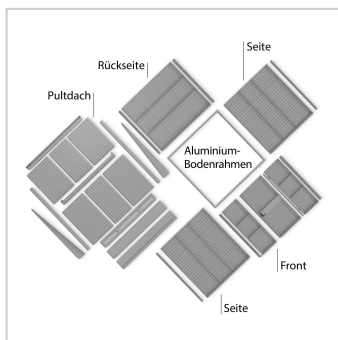 Seite
Rückseite
Pultdach
Aluminium-
Bodenrahmen
Front
Seite